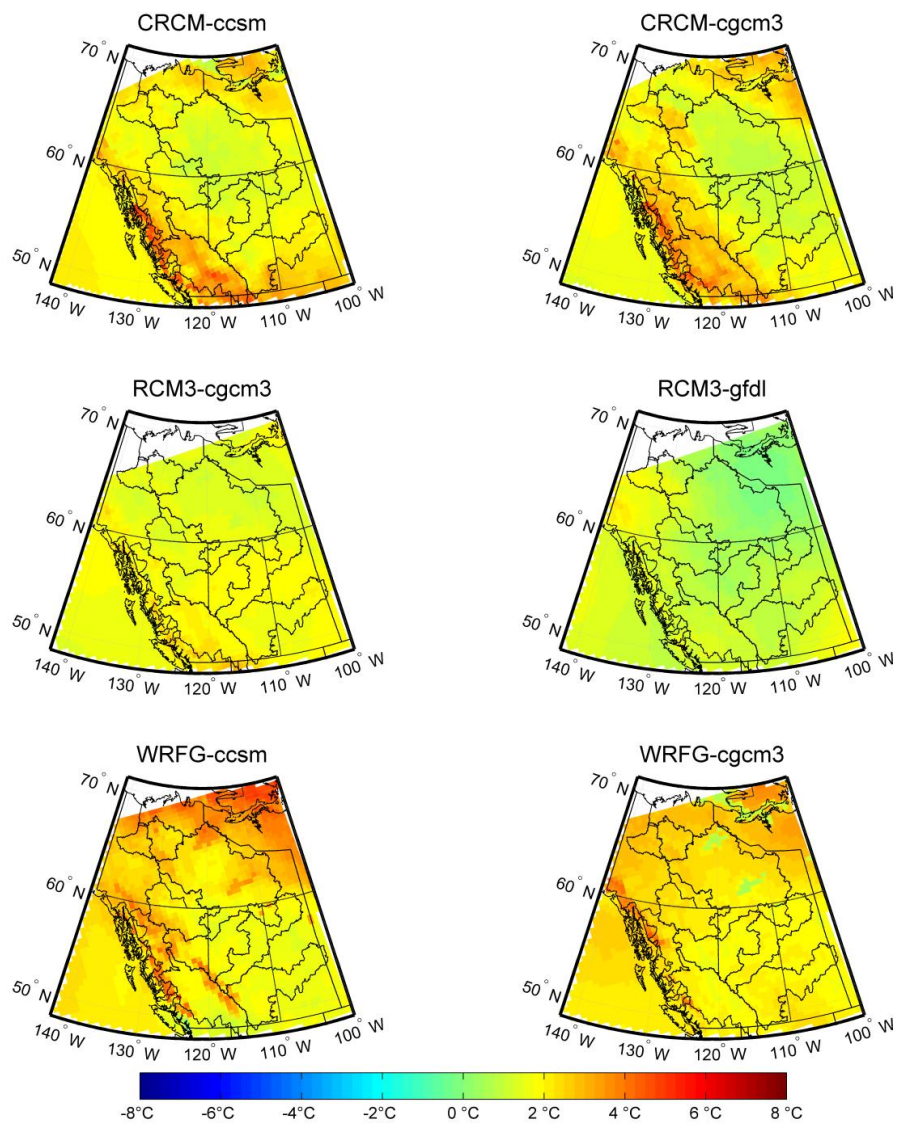 CRCM-ccsm CRCM-cgcm3
70° N 70° N
60° N 60° N
50° N 50° N
140° W 130° W 120° W 110° W 100° W 140° W 130° W 120° W 110° W 100° W
RCM3-cgcm3 RCM3-gfdl
70° N 70° N
60° N 60° N
50° N 50° N
140° W 130° W 120° W 110° W 100° W 140° W 130° W 120° W 110° W 100° W
WRFG-ccsm WRFG-cgcm3
70° N 70° N
60° N 60° N
50° N 50° N
140° W 130° W 120° W 110° W 100° W 140° W 130° W 120° W 110° W 100° W
-8°C -6°C -4°C -2°C 0 °C 2 °C 4 °C 6 °C 8 °C